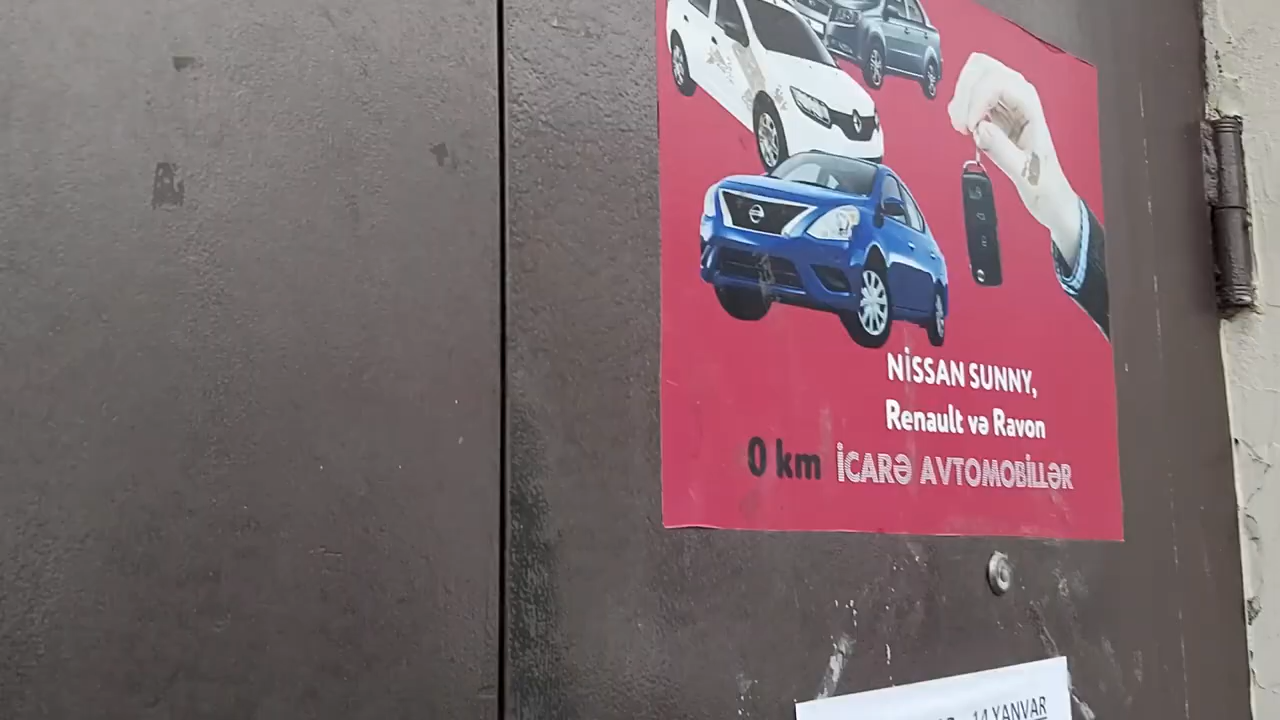 NİSSAN SUNNY,
Renault və Ravon
0 km İCARƏ AVTOMOBİLLƏR
14 YANVAR